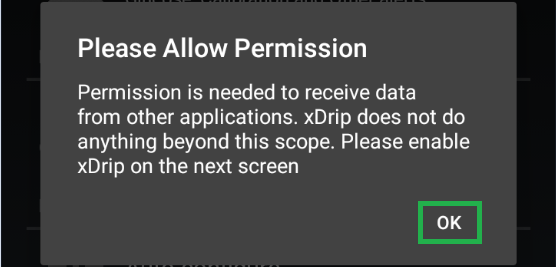 Please Allow Permission
Permission is needed to receive data
from other applications. xDrip does not do
anything beyond this scope. Please enable
xDrip on the next screen
OK